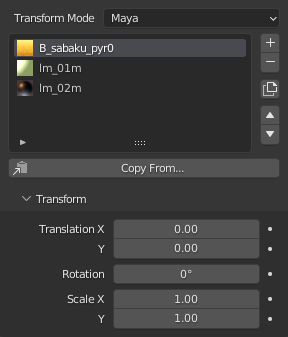 Transform Mode Maya
B_sabaku_pyr0
lm_01m
lm_02m
Copy From...
Transform
Translation X 0.00
Y 0.00
Rotation 0°
Scale X 1.00
Y 1.00